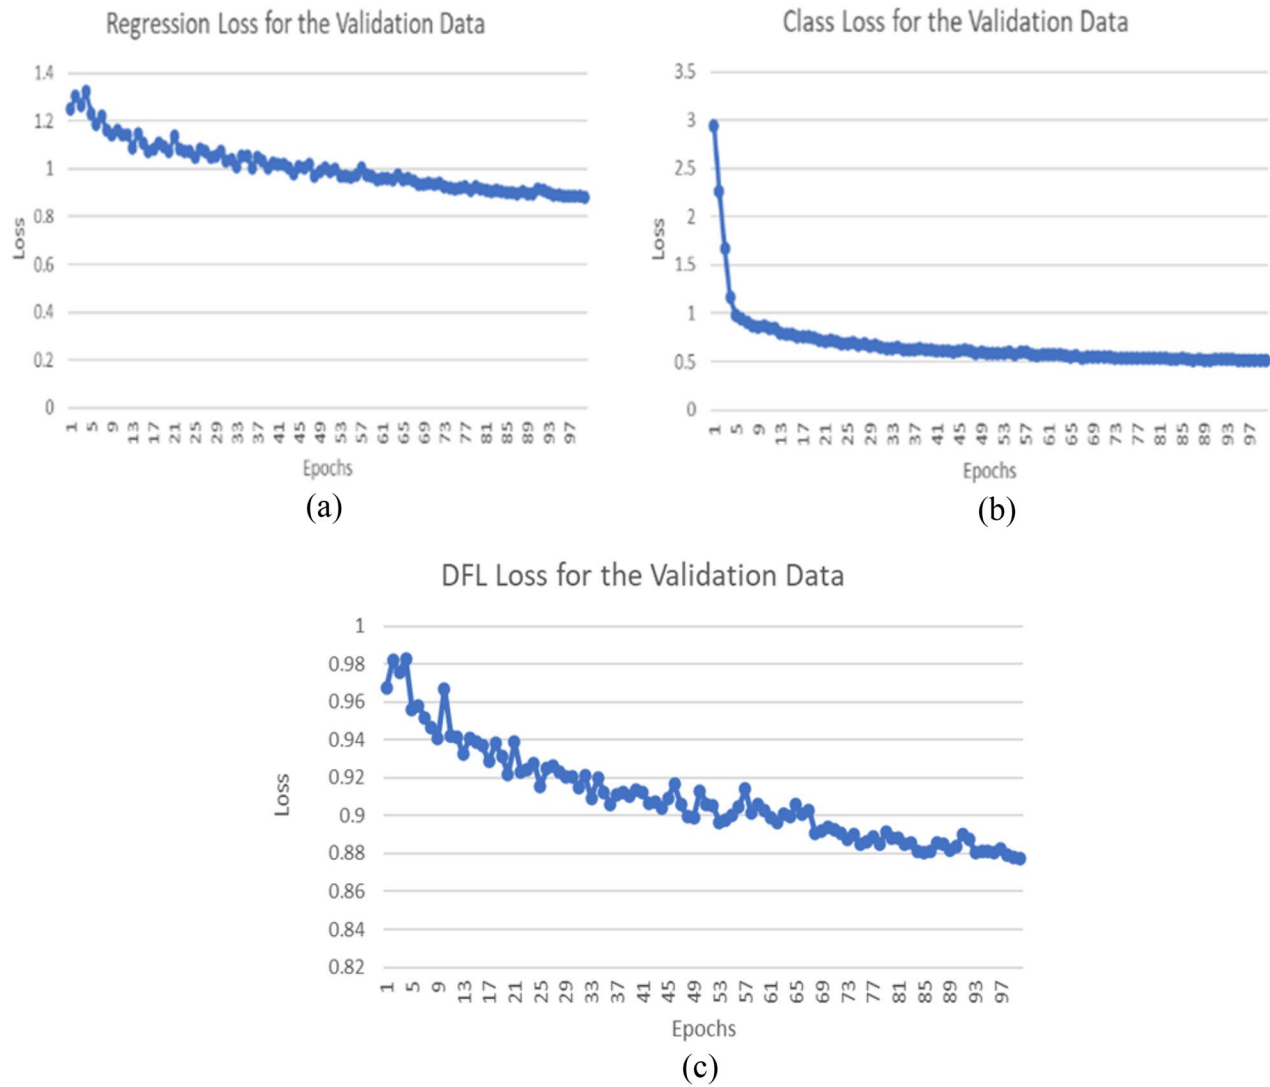 Regression Loss for the Validation Data
1.4
1.2
1
0.8
0.6
0.4
0.2
0
Loss
1 5 9 13 17 21 25 29 33 37 41 45 49 53 57 61 65 69 73 77 81 85 89 93 97
Epochs
(a)
Class Loss for the Validation Data
3.5
3
2.5
2
1.5
1
0.5
0
Loss
1 5 9 13 17 21 25 29 33 37 41 45 49 53 57 61 65 69 73 77 81 85 89 93 97
Epochs
(b)
DFL Loss for the Validation Data
1
0.98
0.96
0.94
0.92
0.9
0.88
0.86
0.84
0.82
Loss
1 5 9 13 17 21 25 29 33 37 41 45 49 53 57 61 65 69 73 77 81 85 89 93 97
Epochs
(c)